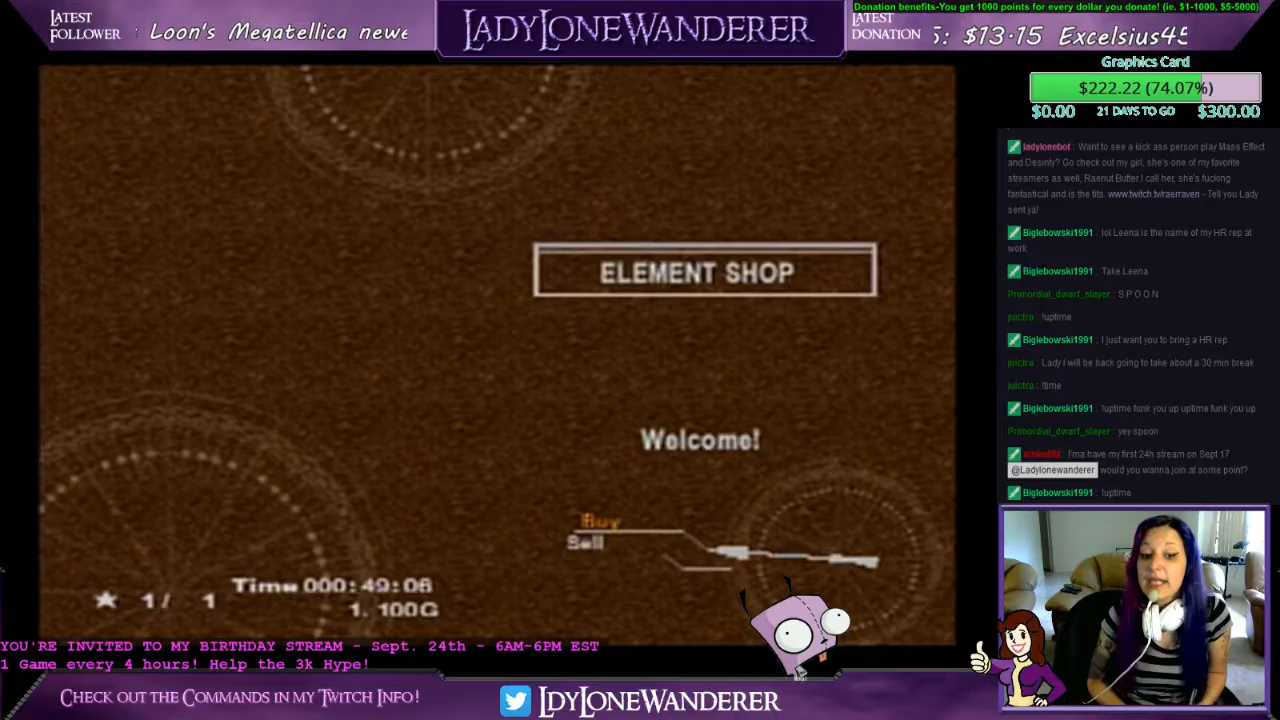 LATEST
FOLLOWER
: Loon's Megatellica newe
LADYLONEWANDERER
Donation benefits-You get 1000 points for every dollar you donate! (ie. $1-1000, $5-5000)
LATEST
DONATION
5: $13.15 Excelsius45
Graphics Card
$222.22 (74.07%)
$0.00 21 DAYS TO GO $300.00
ladylonebot : Want to see a kick ass person play Mass Effect
and Desinty? Go check out my girl, she's one of my favorite
streamers as well, Raenut Butter I call her, she's fucking
fantastical and is the tits. www.twitch.tv/raerraven - Tell you Lady
sent ya!
Biglebowski1991 : lol Leena is the name of my HR rep at
work
Biglebowski1991 : Take Leena
Primordial_dwarf_slayer : S P O O N
juictra : !uptime
Biglebowski1991 : I just want you to bring a HR rep
juictra : Lady i will be back going to take about a 30 min break
juictra : !time
Biglebowski1991 : !uptime funk you up uptime funk you up
Primordial_dwarf_slayer : yey spoon
: I'ma have my first 24h stream on Sept 17
@Ladylonewanderer would you wanna join at some point?
Biglebowski1991 : !uptime
ELEMENT SHOP
Welcome!
Buy
Sell
Time 000:49:06
★ 1/ 1
1. 100G
YOU'RE INVITED TO MY BIRTHDAY STREAM - Sept. 24th - 6AM-6PM EST
1 Game every 4 hours! Help the 3k Hype!
CHECK OUT THE COMMANDS IN MY TWITCH INFO!
LDYLONEWANDERER